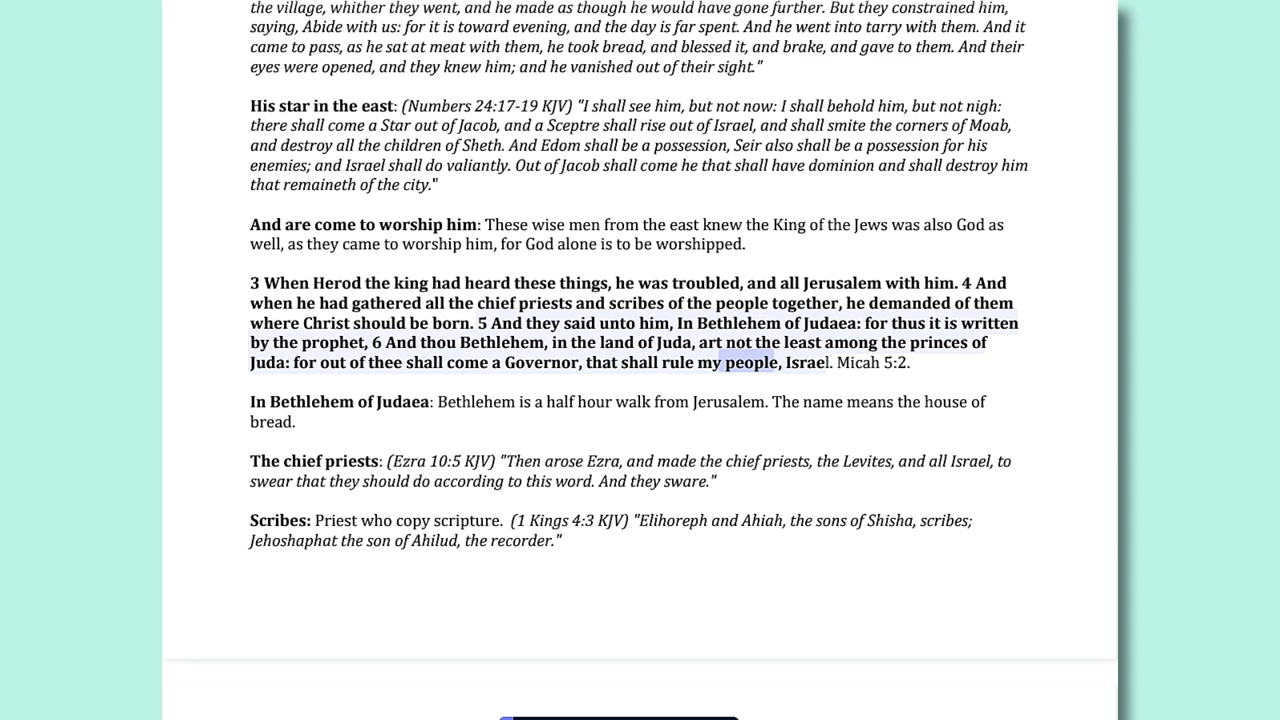 the village, whither they went, and he made as though he would have gone further. But they constrained him,
saying, Abide with us: for it is toward evening, and the day is far spent. And he went into tarry with them. And it
came to pass, as he sat at meat with them, he took bread, and blessed it, and brake, and gave to them. And their
eyes were opened, and they knew him; and he vanished out of their sight."
His star in the east: (Numbers 24:17-19 KJV) "I shall see him, but not now: I shall behold him, but not nigh:
there shall come a Star out of Jacob, and a Sceptre shall rise out of Israel, and shall smite the corners of Moab,
and destroy all the children of Sheth. And Edom shall be a possession, Seir also shall be a possession for his
enemies; and Israel shall do valiantly. Out of Jacob shall come he that shall have dominion and shall destroy him
that remaineth of the city."
And are come to worship him: These wise men from the east knew the King of the Jews was also God as
well, as they came to worship him, for God alone is to be worshipped.
3 When Herod the king had heard these things, he was troubled, and all Jerusalem with him. 4 And
when he had gathered all the chief priests and scribes of the people together, he demanded of them
where Christ should be born. 5 And they said unto him, In Bethlehem of Judaea: for thus it is written
by the prophet, 6 And thou Bethlehem, in the land of Juda, art not the least among the princes of
Juda: for out of thee shall come a Governor, that shall rule my people, Israel. Micah 5:2.
In Bethlehem of Judaea: Bethlehem is a half hour walk from Jerusalem. The name means the house of
bread.
The chief priests: (Ezra 10:5 KJV) "Then arose Ezra, and made the chief priests, the Levites, and all Israel, to
swear that they should do according to this word. And they sware."
Scribes: Priest who copy scripture. (1 Kings 4:3 KJV) "Elihoreph and Ahiah, the sons of Shisha, scribes;
Jehoshaphat the son of Ahilud, the recorder."